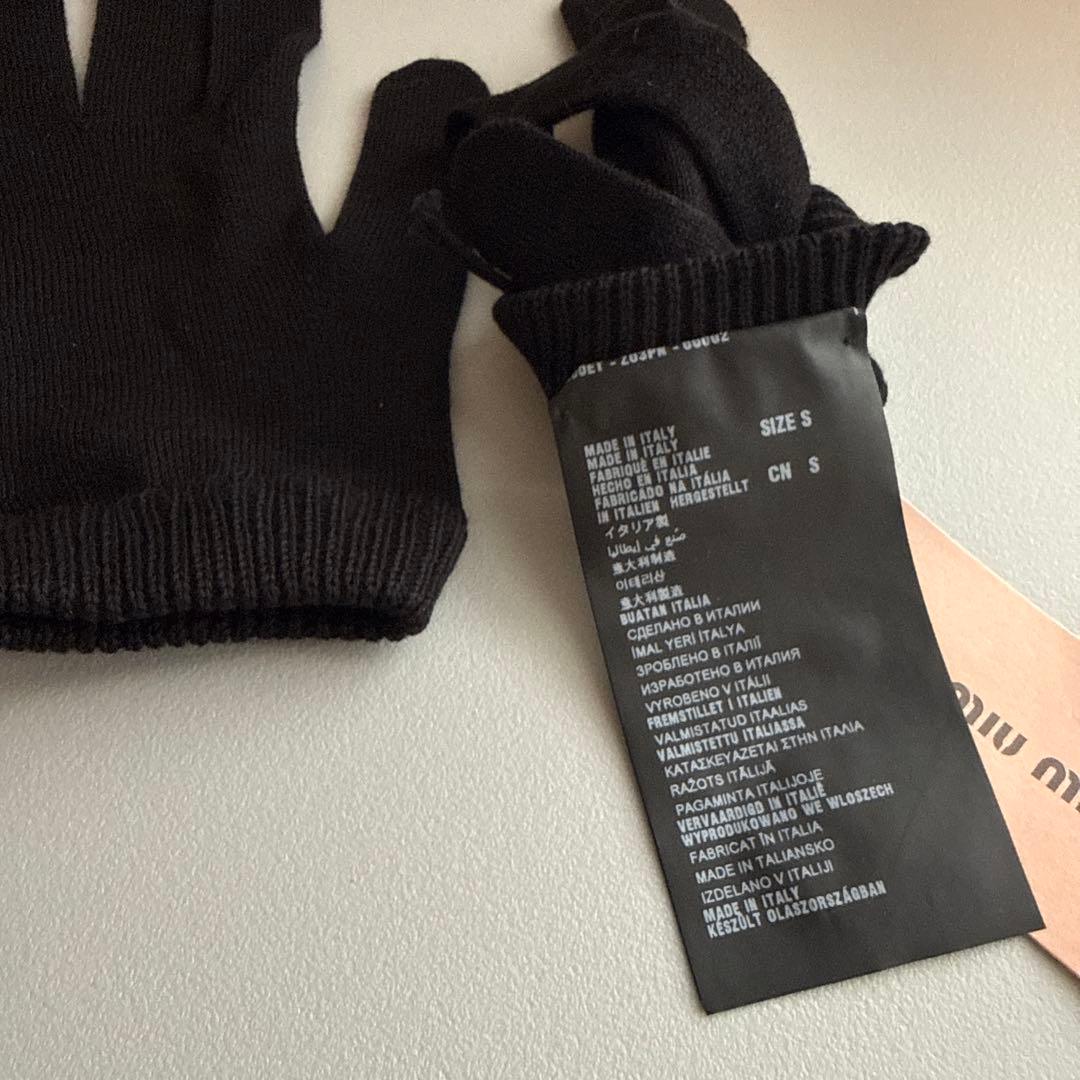 MADE IN ITALY
SIZE S
MADE IN ITALY
FABRIQUÉ EN ITALIE
HECHO EN ITALIA
CN S
FABRICADO NA ITÁLIA
IN ITALIEN HERGESTELLT
イタリア製
صنع في إيطاليا
意大利制造
이태리산
意大利製造
BUATAN ITALIA
СДЕЛАНО В ИТАЛИИ
IMAL YERİ İTALYA
ЗРОБЛЕНО В ІТАЛІЇ
ИЗРАБОТЕНО В ИТАЛИЯ
VYROBENO V ITÁLII
FREMSTILLET I ITALIEN
VALMISTATUD ITAALIAS
VALMISTETTU ITALIASSA
ΚΑΤΑΣΚΕΥΑΖΕΤΑΙ ΣΤΗΝ ΙΤΑΛΙΑ
RAŽOTS ITĀLIJĀ
PAGAMINTA ITALIJOJE
VERVAARDIGD IN ITALIË
WYPRODUKOWANO WE WLOSZECH
FABRICAT ÎN ITALIA
MADE IN TALIANSKO
IZDELANO V ITALIJI
MADE IN ITALY
KÉSZÜLT OLASZORSZÁGBAN
MIU